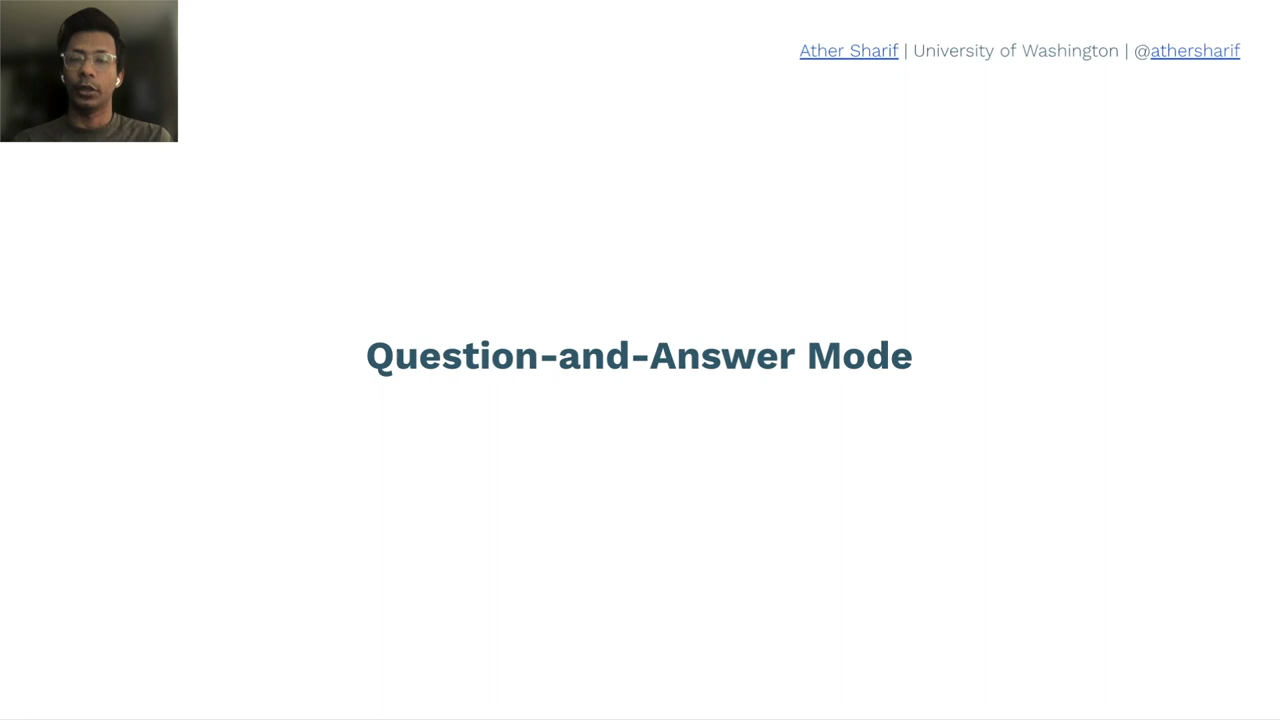 Ather Sharif | University of Washington | @athersharif
Question-and-Answer Mode